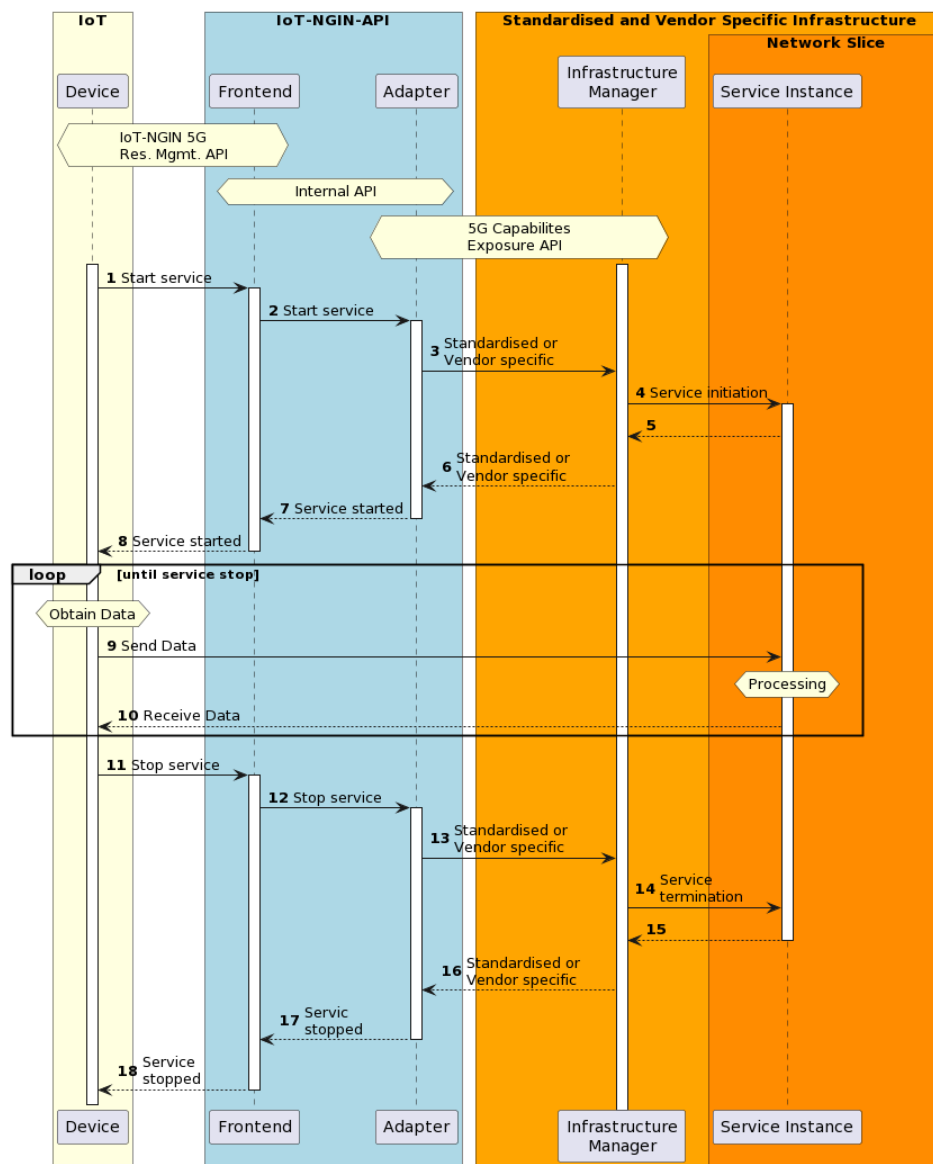 IoT
IoT-NGIN-API
Standardised and Vendor Specific Infrastructure
Network Slice
Device
Frontend
Adapter
Infrastructure
Manager
Service Instance
IoT-NGIN 5G
Res. Mgmt. API
Internal API
5G Capabilites
Exposure API
1 Start service
2 Start service
3 Standardised or
Vendor specific
4 Service initiation
5
6 Standardised or
Vendor specific
7 Service started
8 Service started
loop [until service stop]
Obtain Data
9 Send Data
Processing
10 Receive Data
11 Stop service
12 Stop service
13 Standardised or
Vendor specific
14 Service
termination
15
16 Standardised or
Vendor specific
17 Servic
stopped
18 Service
stopped
Device
Frontend
Adapter
Infrastructure
Manager
Service Instance